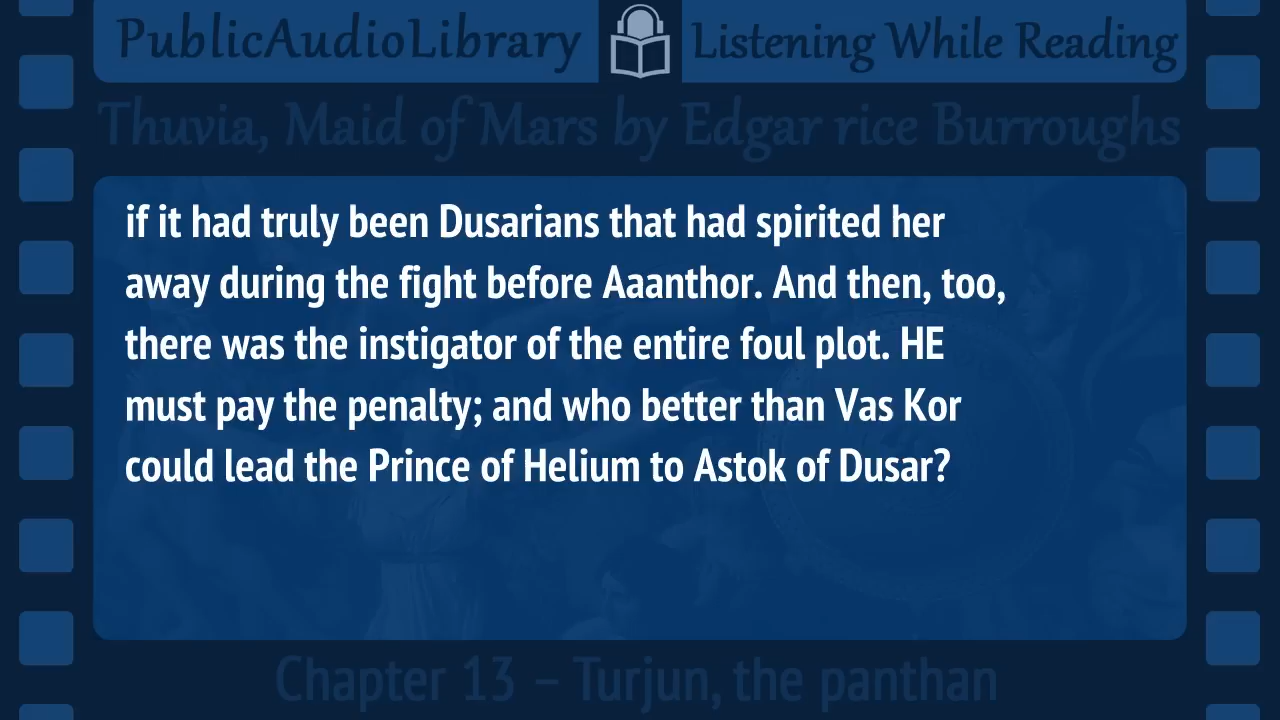 PublicAudioLibrary Listening While Reading
Thuvia, Maid of Mars by Edgar rice Burroughs
if it had truly been Dusarians that had spirited her
away during the fight before Aaanthor. And then, too,
there was the instigator of the entire foul plot. HE
must pay the penalty; and who better than Vas Kor
could lead the Prince of Helium to Astok of Dusar?
Chapter 13 – Turjun, the panthan